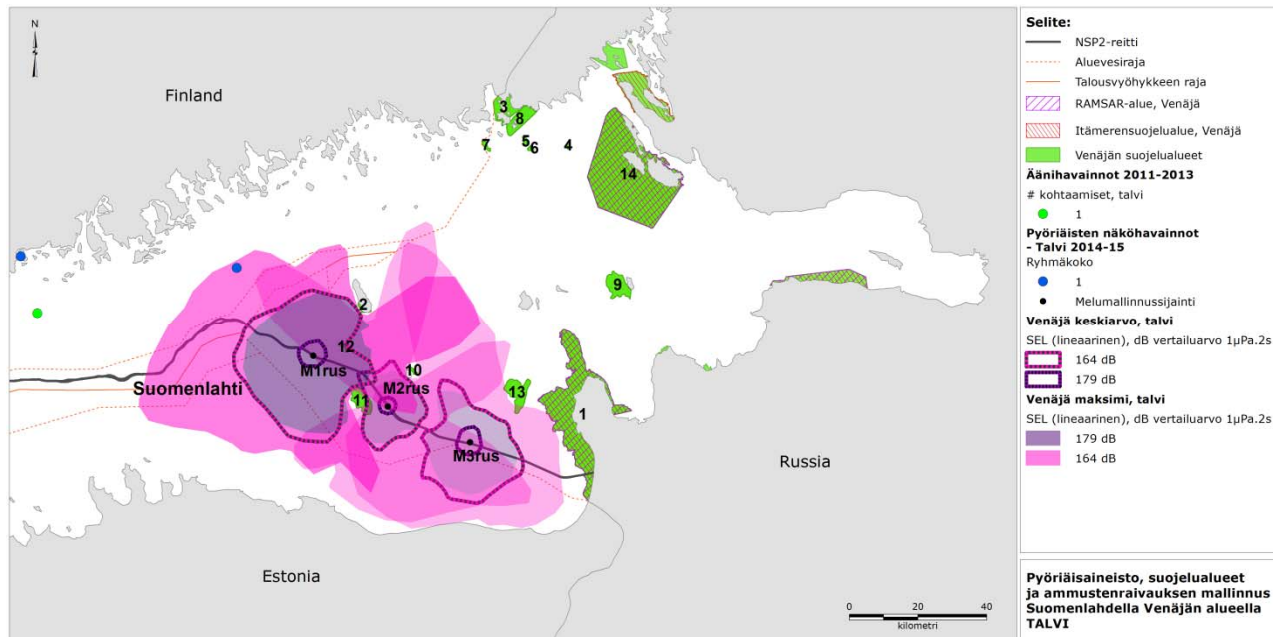 N
Finland
3
8
7
5
6
4
14
9
2
12
M1rus
10
M2rus
11
13
M3rus
1
Suomenlahti
Russia
Estonia
0 20 40
kilometri
Selite:
NSP2-reitti
Aluevesiraja
Talousvyöhykkeen raja
RAMSAR-alue, Venäjä
Itämerensuojelualue, Venäjä
Venäjän suojelualueet
Äänihavainnot 2011-2013
# kohtaamiset, talvi
1
Pyöriäisten näköhavainnot
- Talvi 2014-15
Ryhmäkoko
1
Melumallinnussijainti
Venäjä keskiarvo, talvi
SEL (lineaarinen), dB vertailuarvo 1µPa.2s
164 dB
179 dB
Venäjä maksimi, talvi
SEL (lineaarinen), dB vertailuarvo 1µPa.2s
179 dB
164 dB
Pyöriäisaineisto, suojelualueet
ja ammustenraivauksen mallinnus
Suomenlahdella Venäjän alueella
TALVI